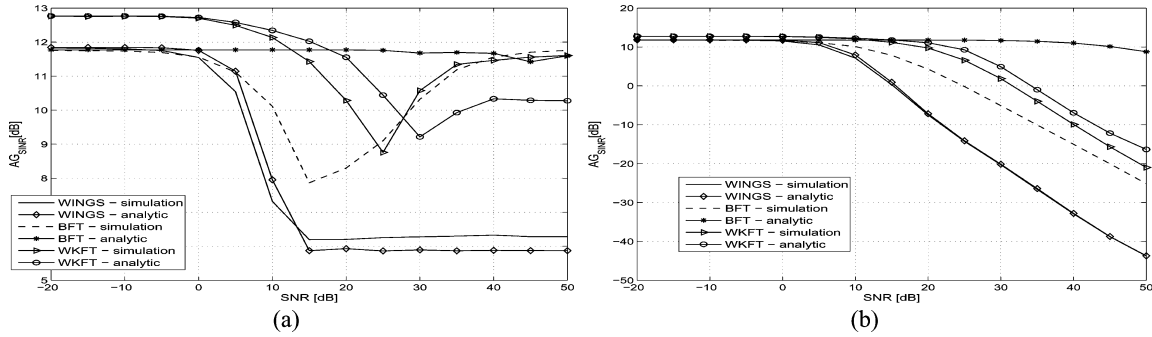 13
12
11
10
9
8
7
6
5
AG_SINR [dB]
WINGS − simulation
WINGS − analytic
BFT − simulation
BFT − analytic
WKFT − simulation
WKFT − analytic
−20 −10 0 10 20 30 40 50
SNR [dB]
(a)
20
10
0
−10
−20
−30
−40
−50
AG_SINR [dB]
WINGS − simulation
WINGS − analytic
BFT − simulation
BFT − analytic
WKFT − simulation
WKFT − analytic
−20 −10 0 10 20 30 40 50
SNR [dB]
(b)